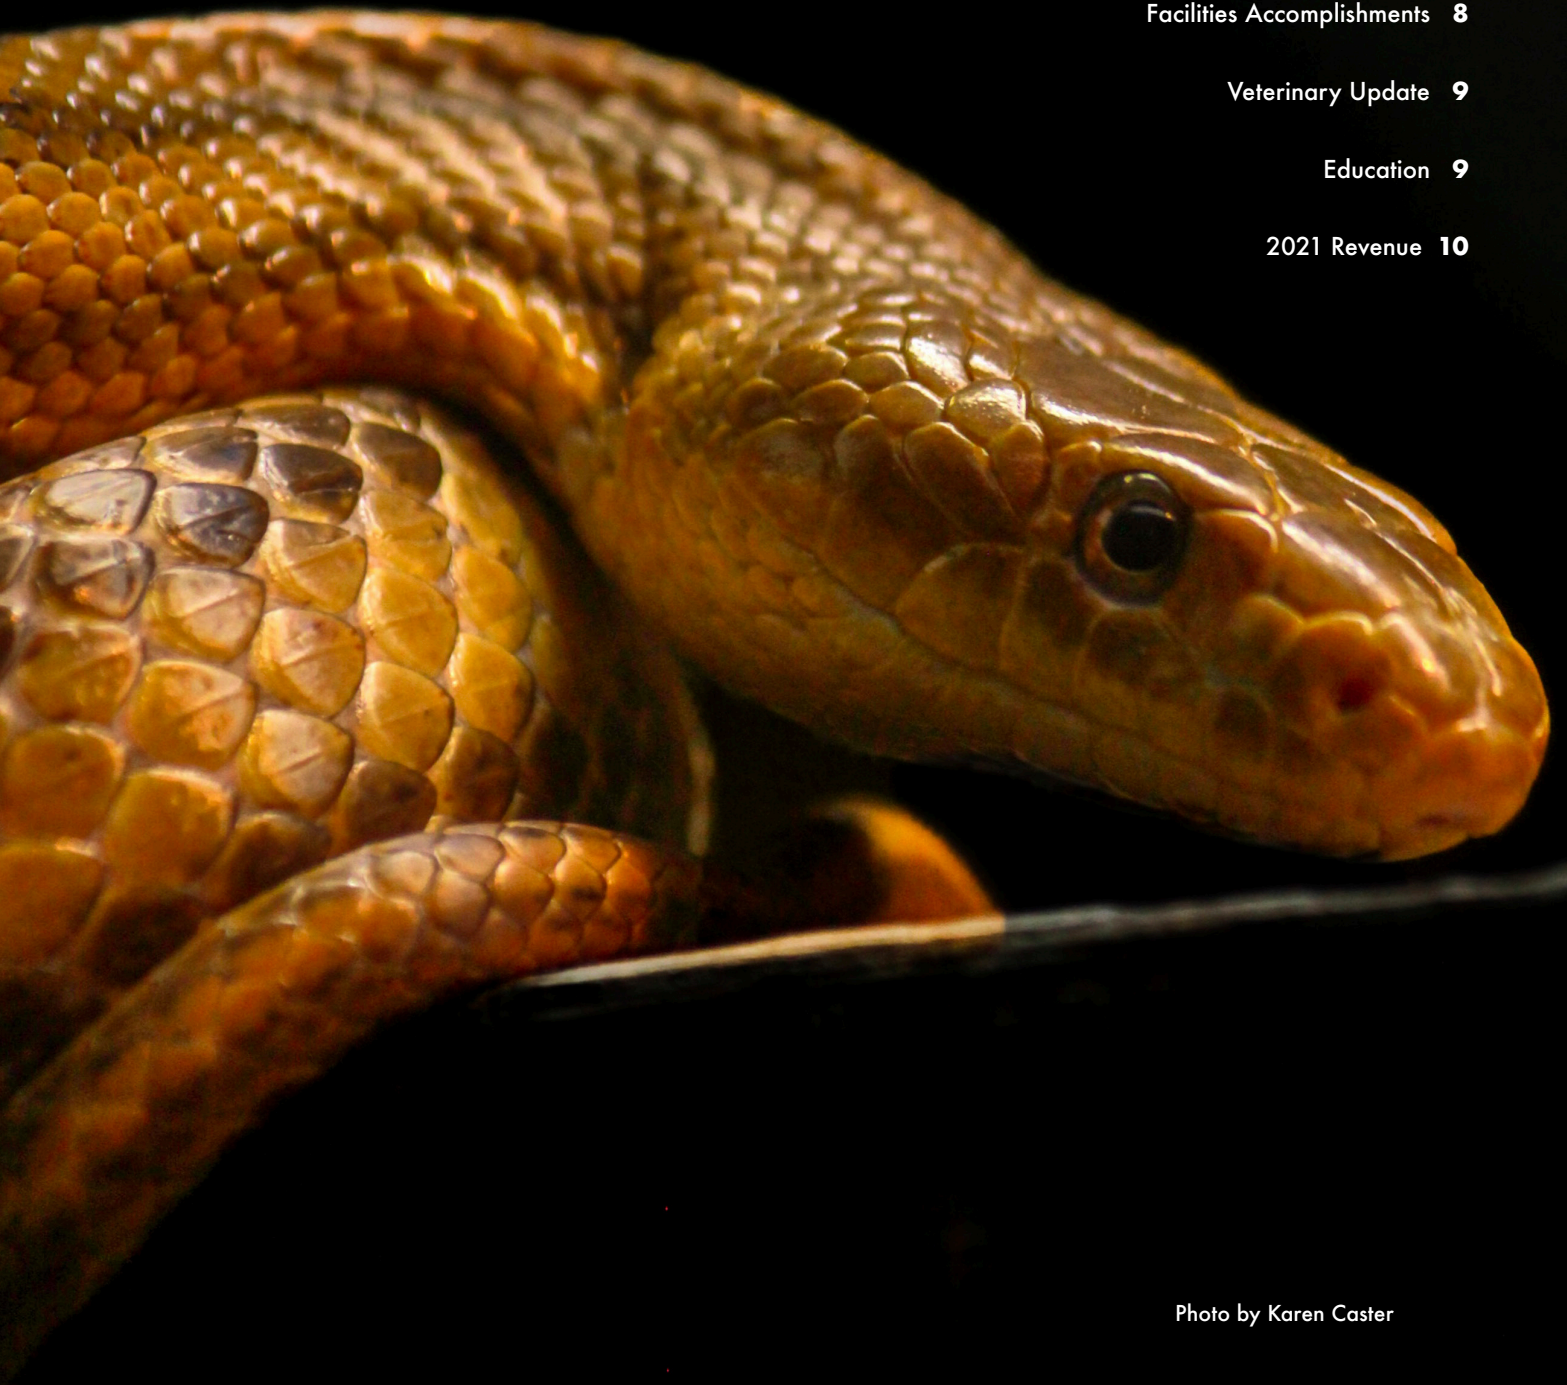 Facilities Accomplishments 8
Veterinary Update 9
Education 9
2021 Revenue 10
Photo by Karen Caster